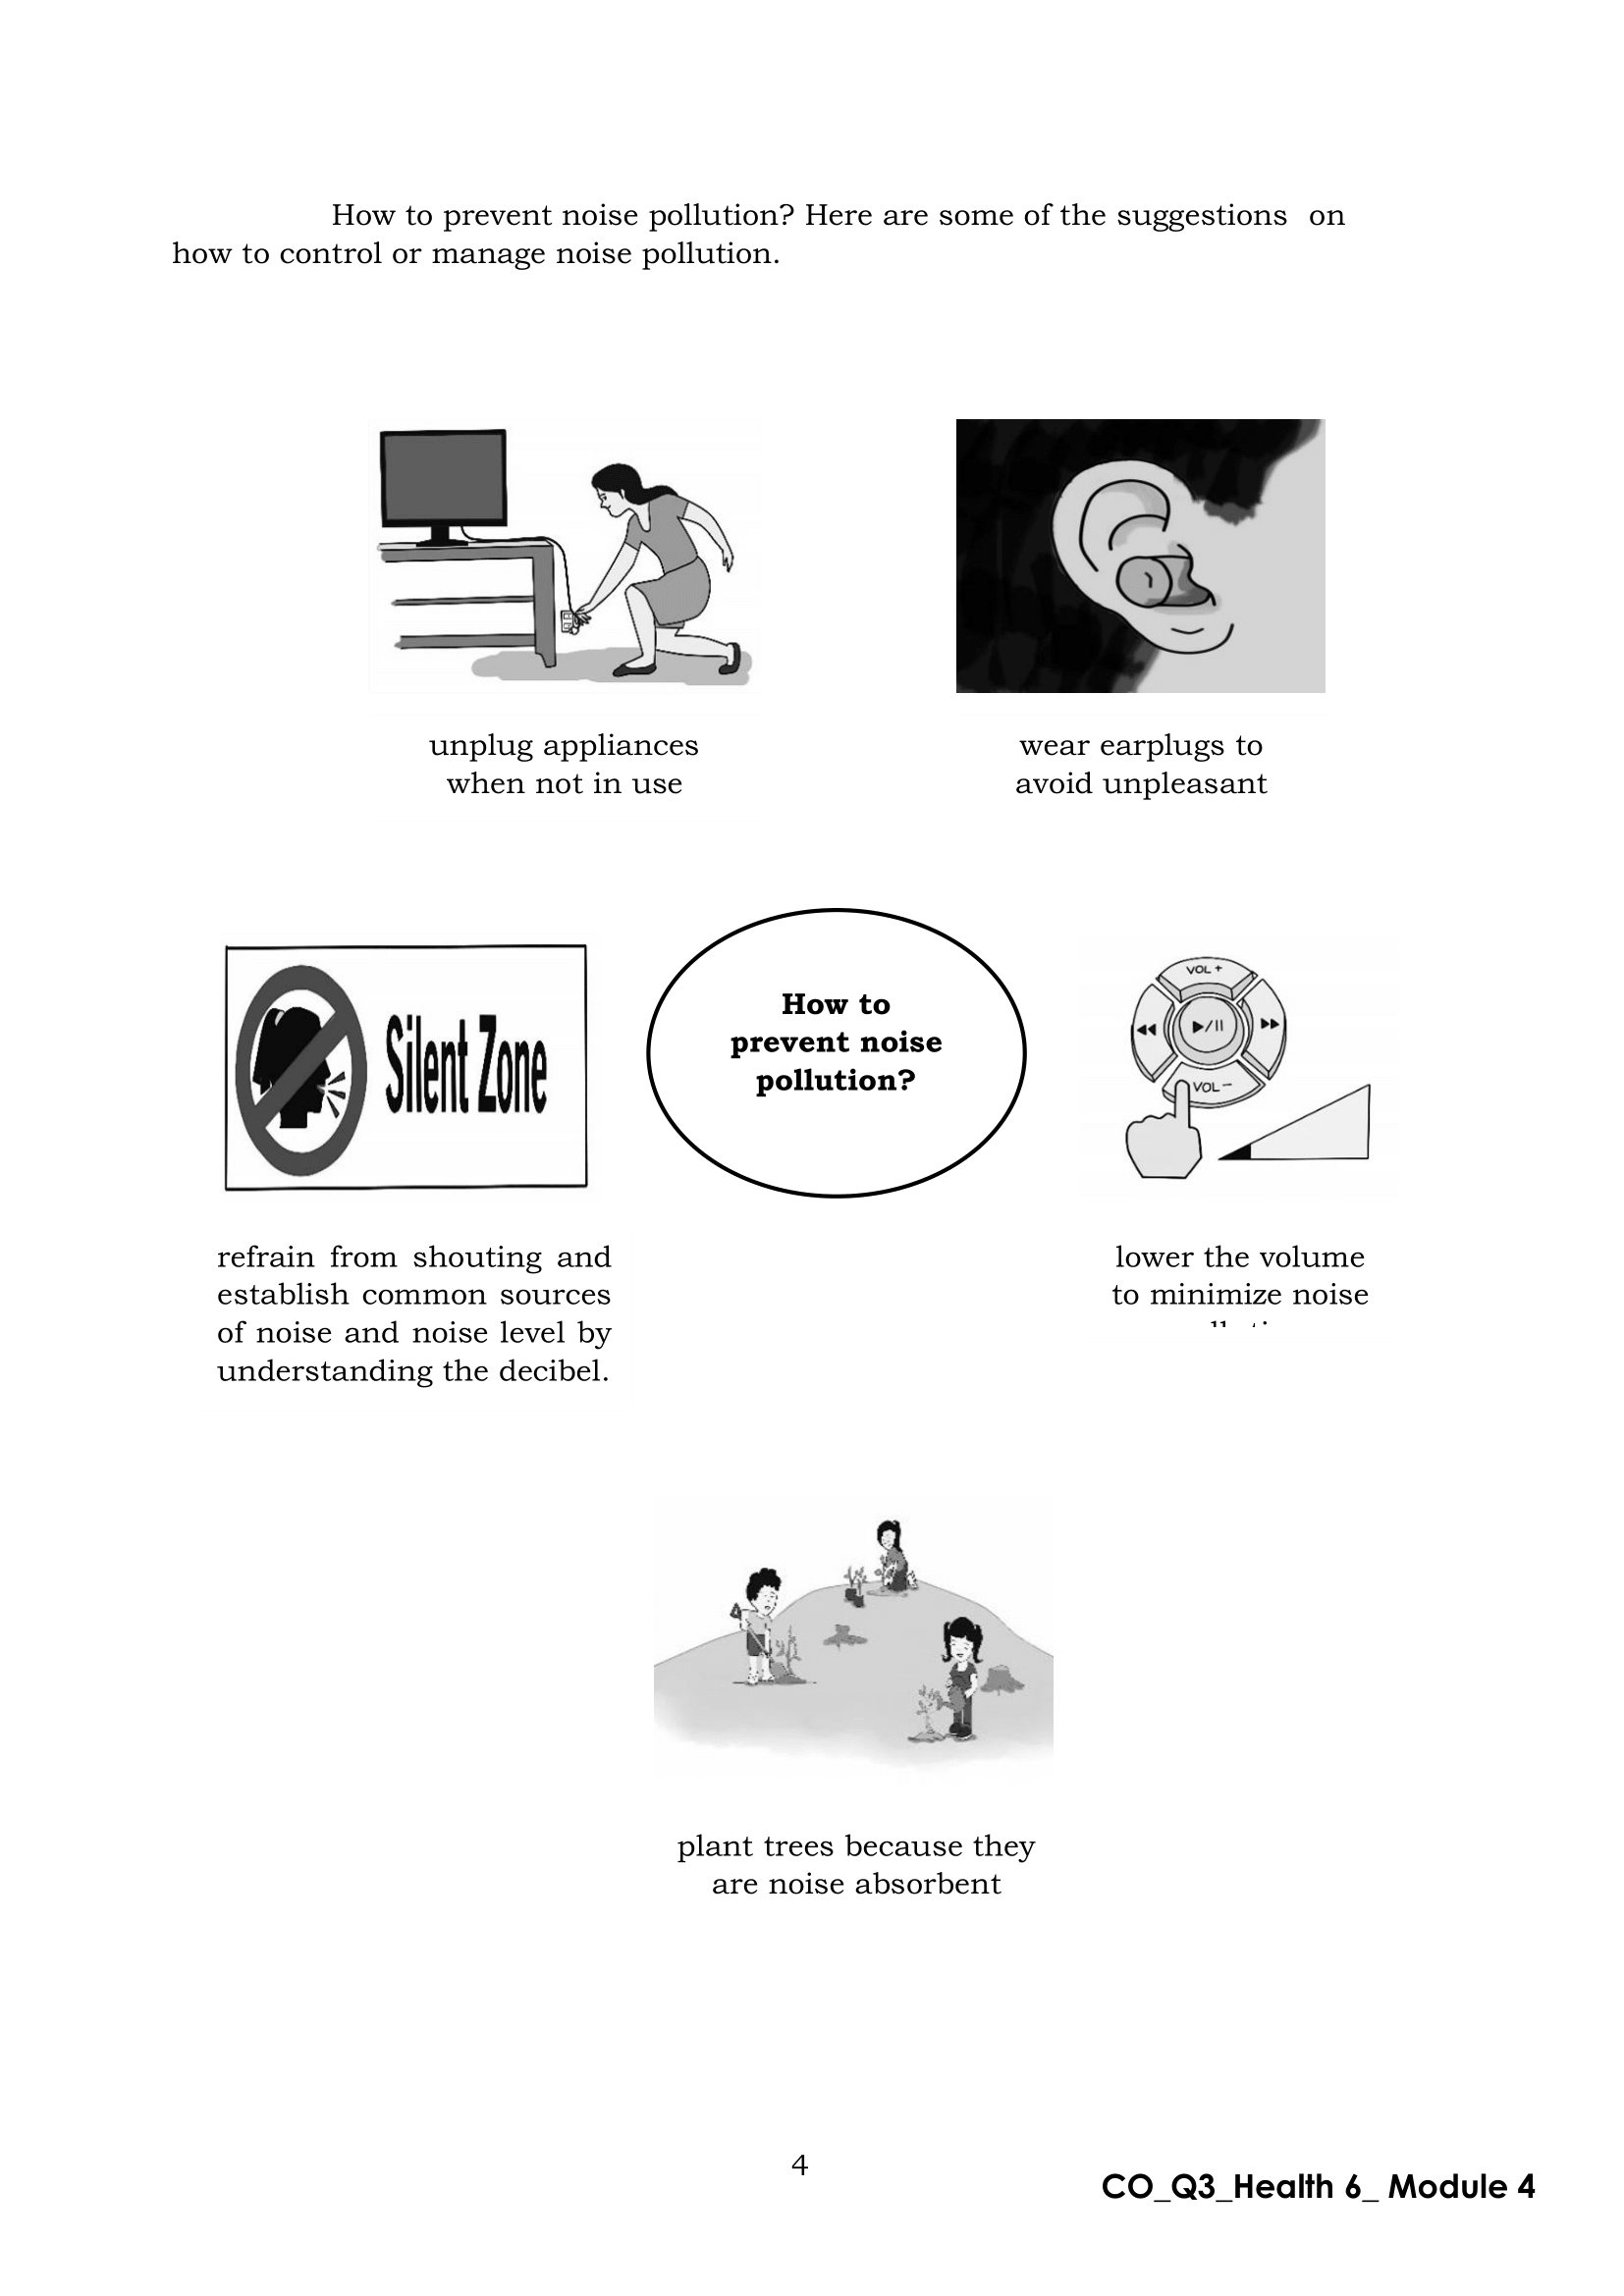 How to prevent noise pollution? Here are some of the suggestions on
how to control or manage noise pollution.
unplug appliances
when not in use
wear earplugs to
avoid unpleasant
Silent Zone
How to
prevent noise
pollution?
VOL +
VOL −
refrain from shouting and
establish common sources
of noise and noise level by
understanding the decibel.
lower the volume
to minimize noise
plant trees because they
are noise absorbent
4
CO_Q3_Health 6_ Module 4